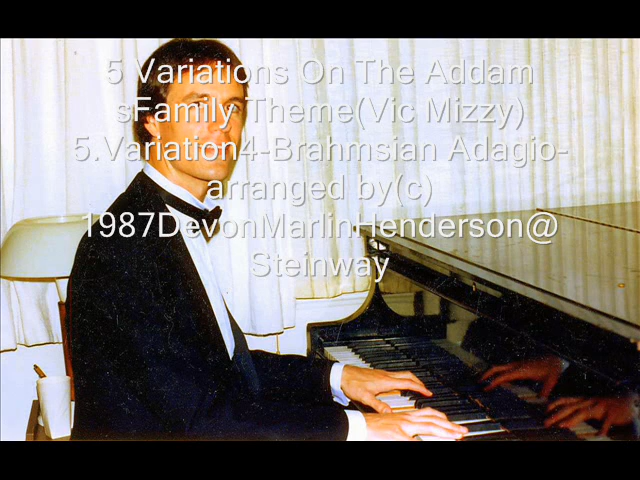 5 Variations On The Addam
sFamily Theme(Vic Mizzy)
5.Variation4-Brahmsian Adagio-
arranged by(c)
1987DevonMarlinHenderson@
Steinway